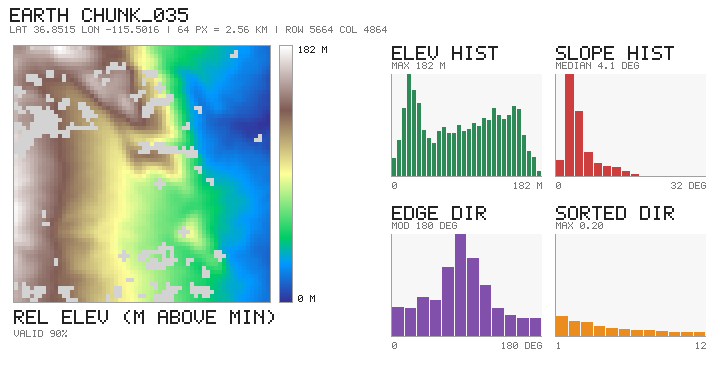 EARTH CHUNK_035
LAT 36.8515 LON -115.5016 | 64 PX = 2.56 KM | ROW 5664 COL 4864
182 M
0 M
REL ELEV (M ABOVE MIN)
VALID 90%
ELEV HIST
MAX 182 M
0 182 M
SLOPE HIST
MEDIAN 4.1 DEG
0 32 DEG
EDGE DIR
MOD 180 DEG
0 180 DEG
SORTED DIR
MAX 0.20
1 12